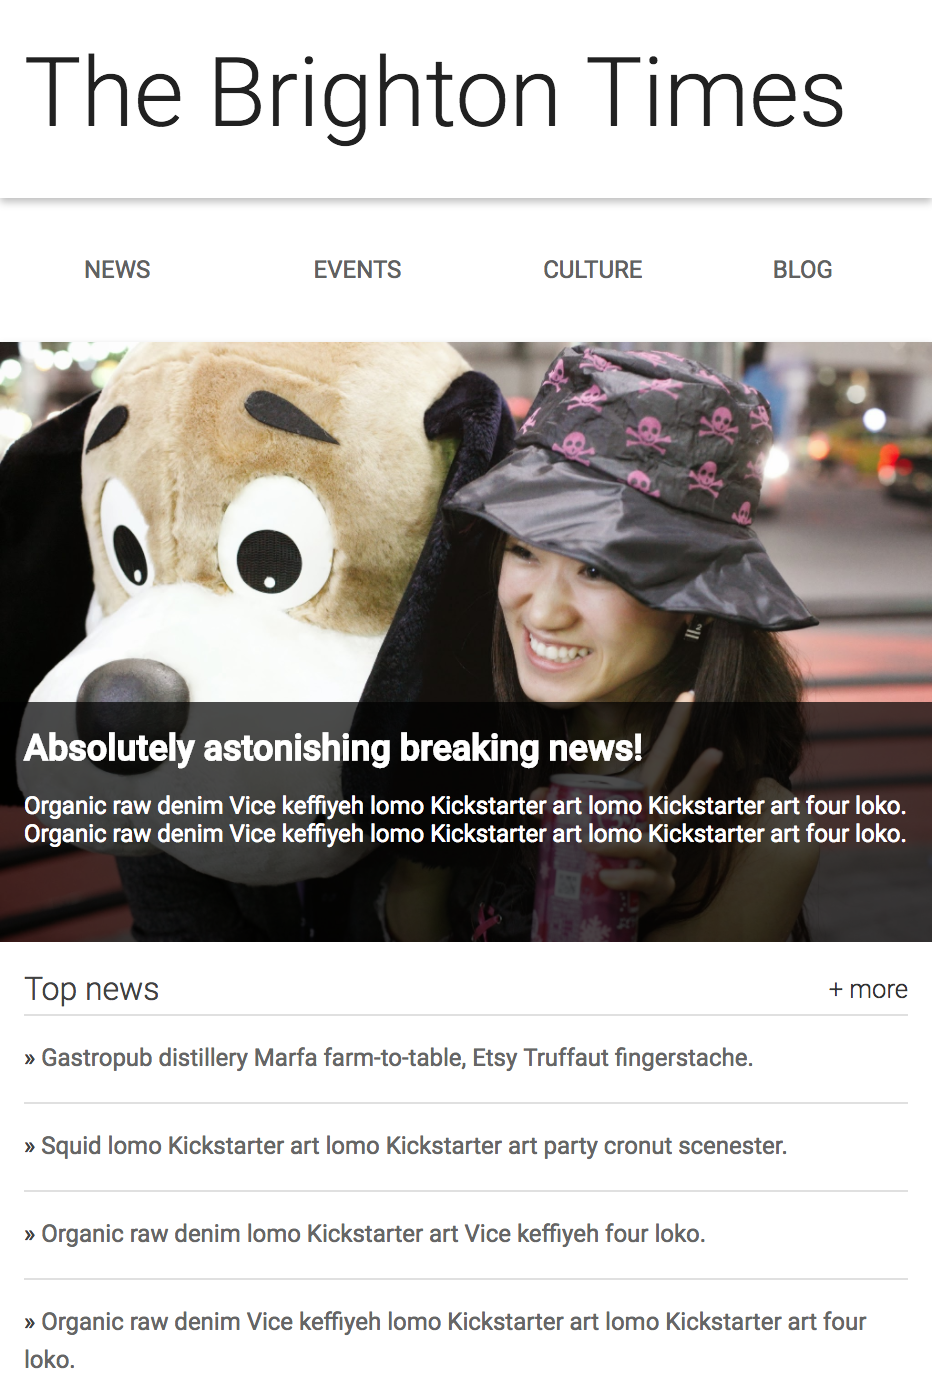 The Brighton Times
NEWS EVENTS CULTURE BLOG
Absolutely astonishing breaking news!
Organic raw denim Vice keffiyeh lomo Kickstarter art lomo Kickstarter art four loko.
Organic raw denim Vice keffiyeh lomo Kickstarter art lomo Kickstarter art four loko.
Top news + more
» Gastropub distillery Marfa farm-to-table, Etsy Truffaut fingerstache.
» Squid lomo Kickstarter art lomo Kickstarter art party cronut scenester.
» Organic raw denim lomo Kickstarter art Vice keffiyeh four loko.
» Organic raw denim Vice keffiyeh lomo Kickstarter art lomo Kickstarter art four
loko.